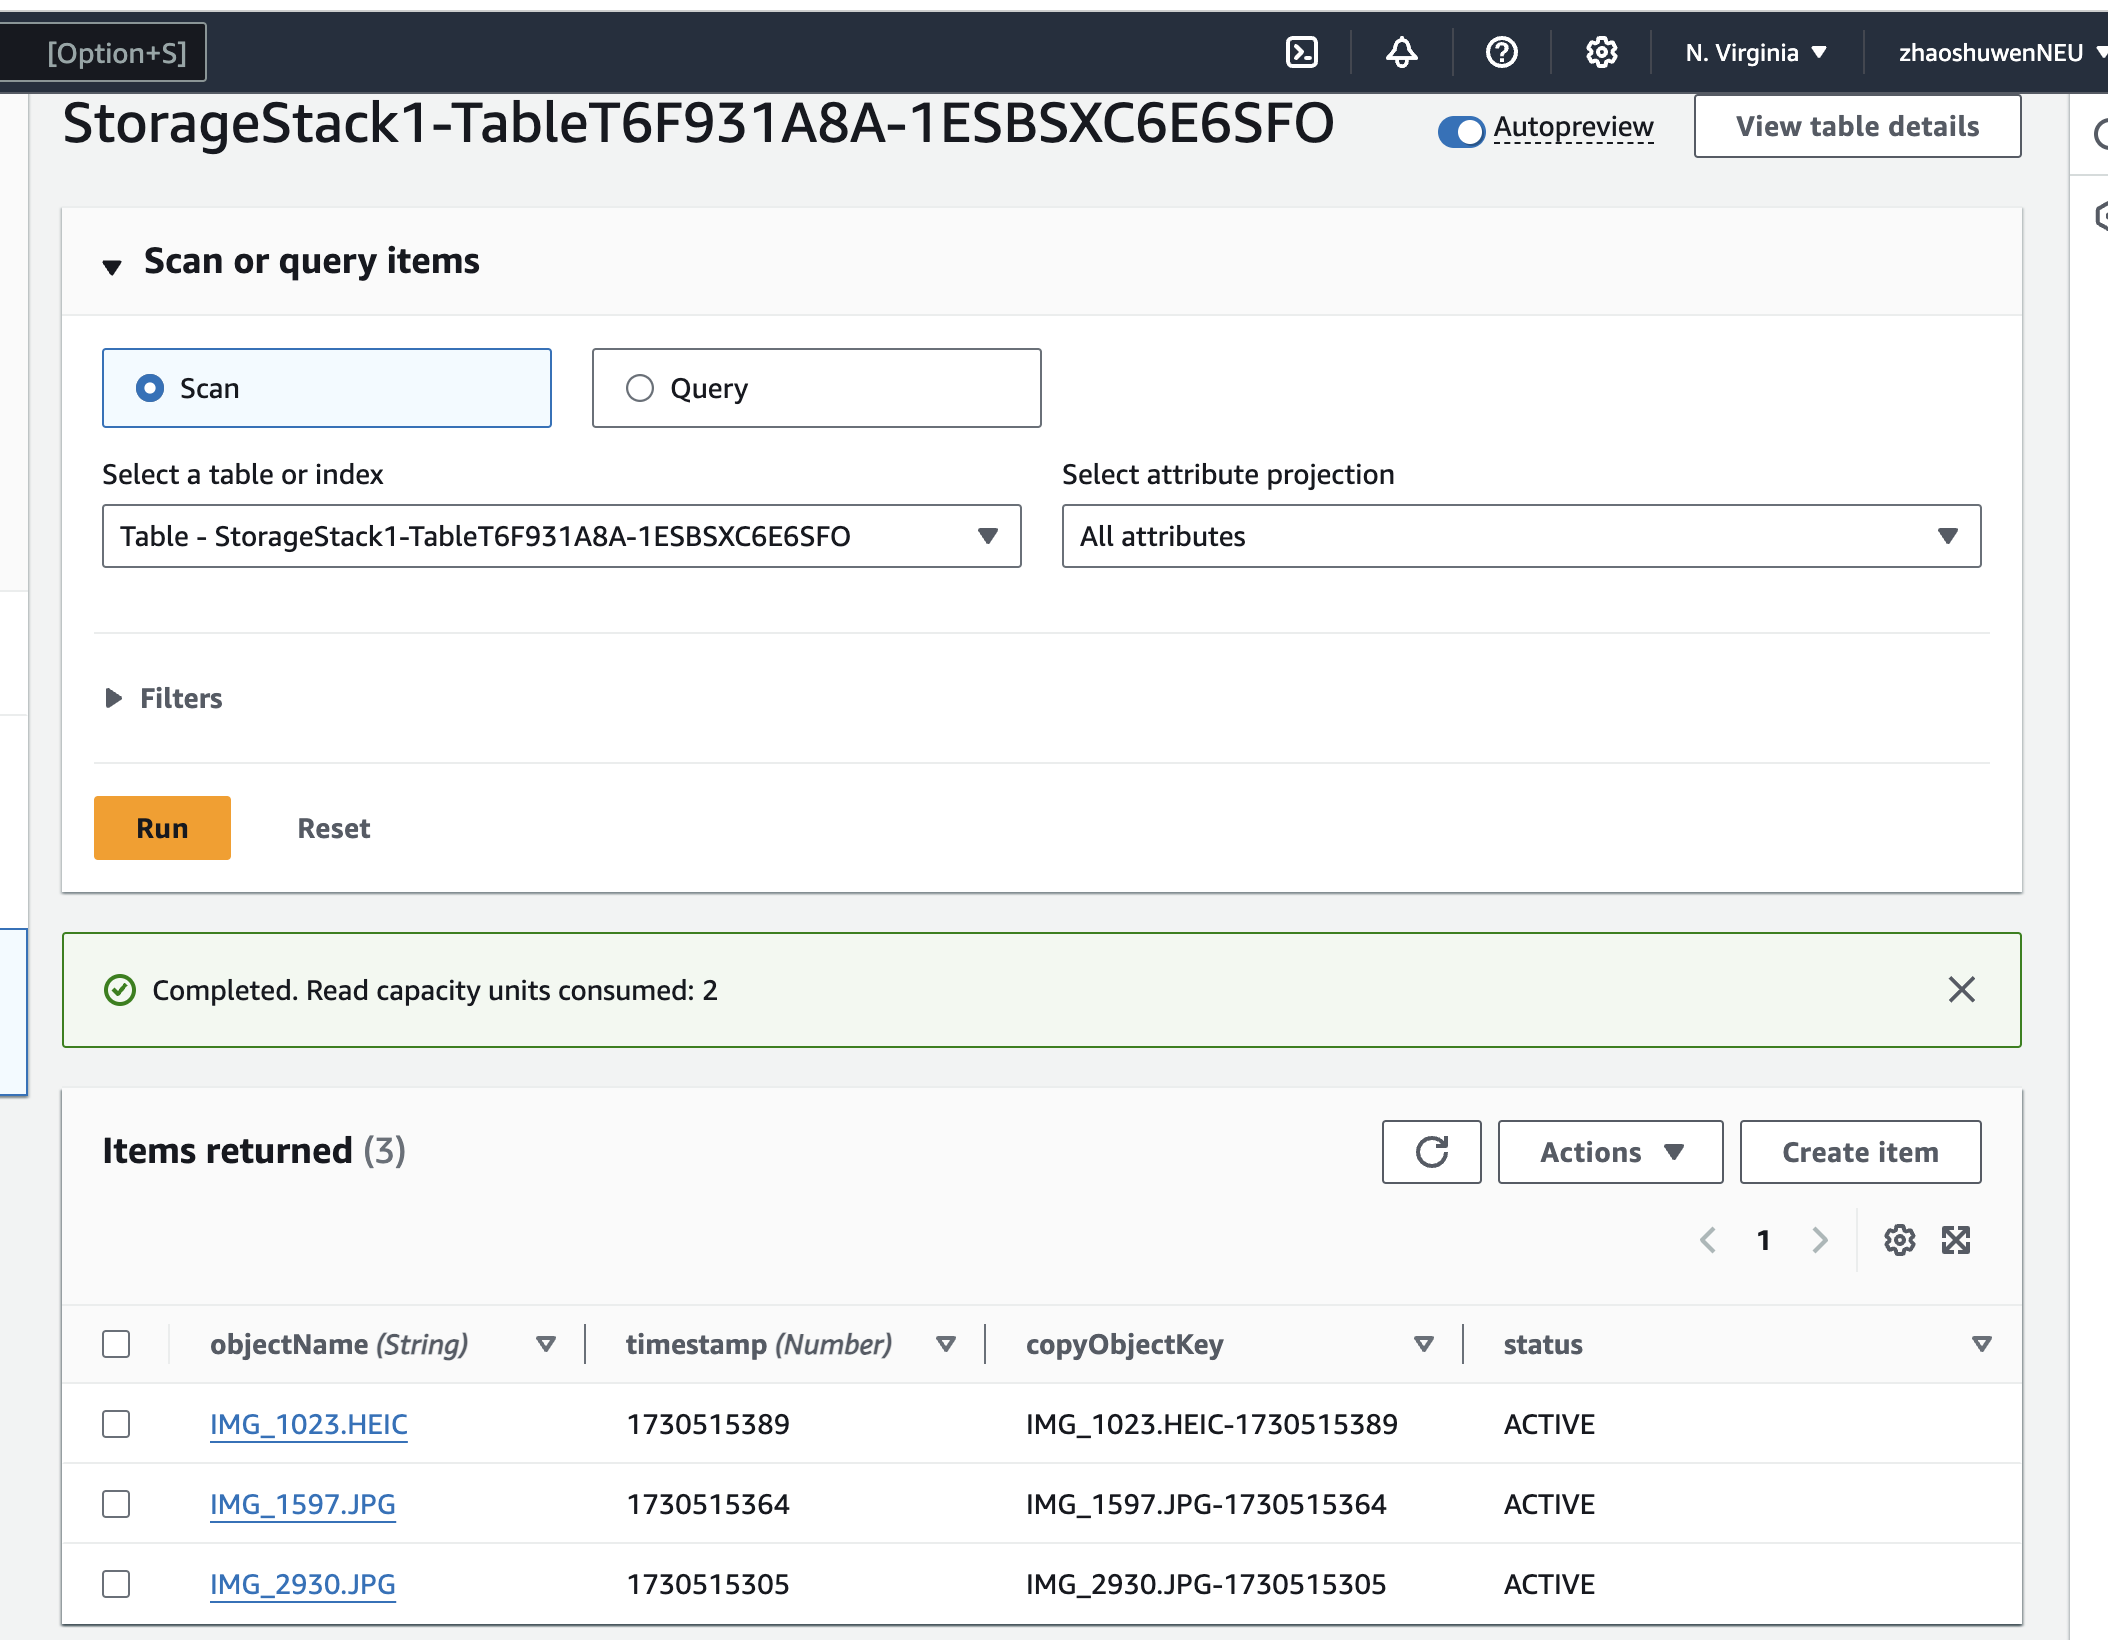 [Option+S] N. Virginia zhaoshuwenNEU
StorageStack1-TableT6F931A8A-1ESBSXC6E6SFO Autopreview View table details
Scan or query items
Scan Query
Select a table or index Select attribute projection
Table - StorageStack1-TableT6F931A8A-1ESBSXC6E6SFO All attributes
Filters
Run Reset
Completed. Read capacity units consumed: 2
Items returned (3) Actions Create item
1
objectName (String) timestamp (Number) copyObjectKey status
IMG_1023.HEIC 1730515389 IMG_1023.HEIC-1730515389 ACTIVE
IMG_1597.JPG 1730515364 IMG_1597.JPG-1730515364 ACTIVE
IMG_2930.JPG 1730515305 IMG_2930.JPG-1730515305 ACTIVE